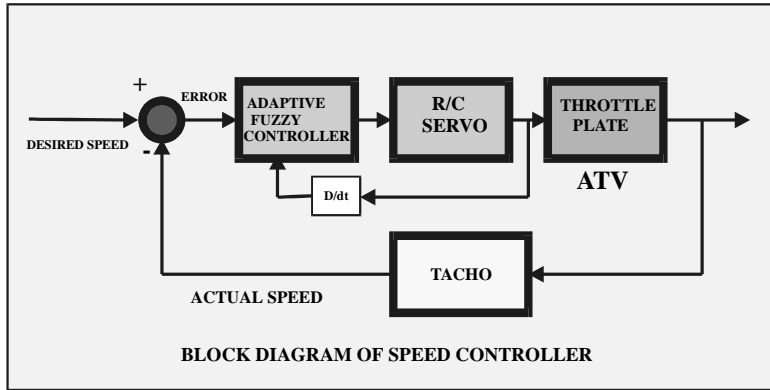 +
ERROR
ADAPTIVE
FUZZY
CONTROLLER
R/C
SERVO
THROTTLE
PLATE
DESIRED SPEED
-
ATV
D/dt
TACHO
ACTUAL SPEED
BLOCK DIAGRAM OF SPEED CONTROLLER